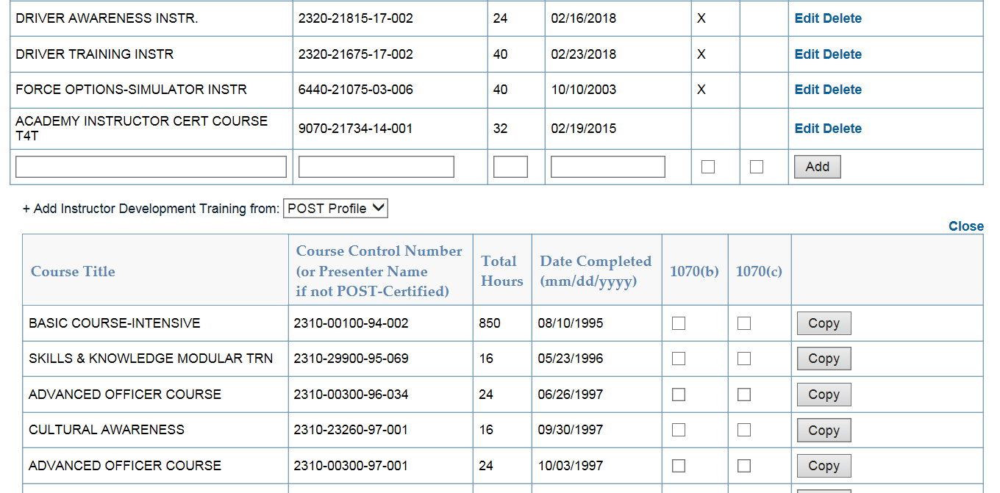 DRIVER AWARENESS INSTR. 2320-21815-17-002 24 02/16/2018 X Edit Delete
DRIVER TRAINING INSTR 2320-21675-17-002 40 02/23/2018 X Edit Delete
FORCE OPTIONS-SIMULATOR INSTR 6440-21075-03-006 40 10/10/2003 X Edit Delete
ACADEMY INSTRUCTOR CERT COURSE
T4T 9070-21734-14-001 32 02/19/2015 Edit Delete
Add
+ Add Instructor Development Training from: POST Profile
Close
Course Title
Course Control Number
(or Presenter Name
if not POST-Certified)
Total
Hours
Date Completed
(mm/dd/yyyy)
1070(b)
1070(c)
BASIC COURSE-INTENSIVE 2310-00100-94-002 850 08/10/1995 Copy
SKILLS & KNOWLEDGE MODULAR TRN 2310-29900-95-069 16 05/23/1996 Copy
ADVANCED OFFICER COURSE 2310-00300-96-034 24 06/26/1997 Copy
CULTURAL AWARENESS 2310-23260-97-001 16 09/30/1997 Copy
ADVANCED OFFICER COURSE 2310-00300-97-001 24 10/03/1997 Copy